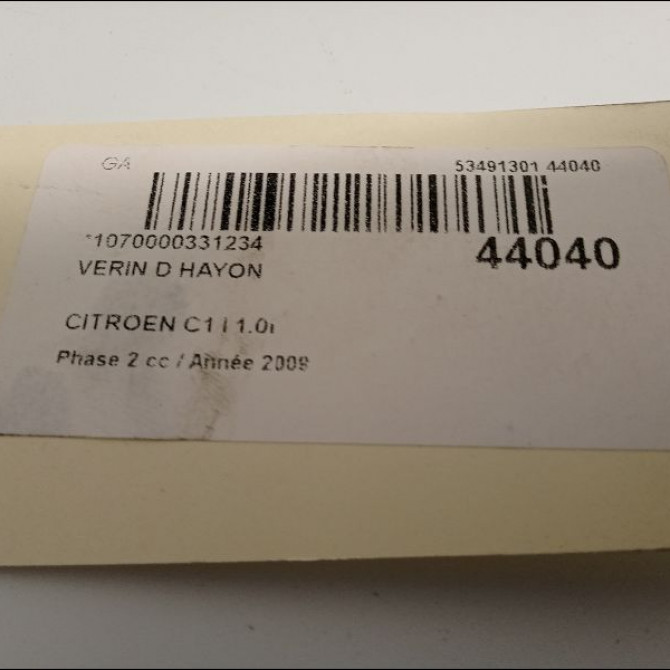 GA 53491301 44040
*1070000331234 44040
VERIN D HAYON
CITROEN C1 I 1.0i
Phase 2 cc / Année 2009